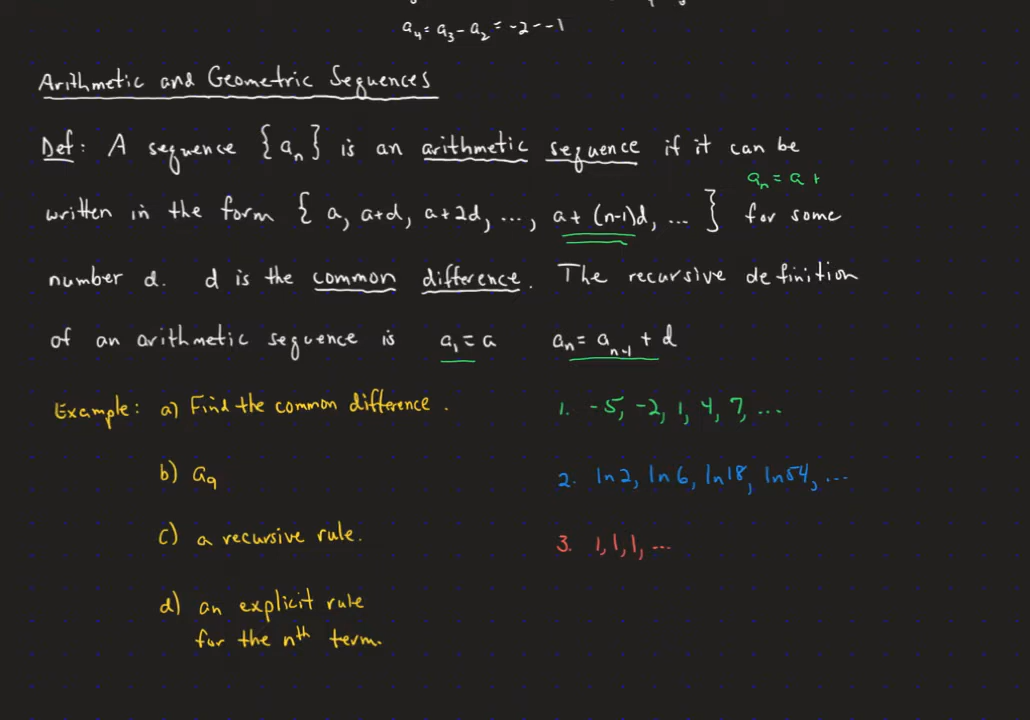 a₄ = a₃ - a₂ = -2 - -1
Arithmetic and Geometric Sequences
Def: A sequence {aₙ} is an arithmetic sequence if it can be
aₙ = a +
written in the form { a, a+d, a+2d, ..., a + (n-1)d, ... } for some
number d. d is the common difference. The recursive definition
of an arithmetic sequence is a₁ = a aₙ = aₙ₋₁ + d
Example: a) Find the common difference. 1. -5, -2, 1, 4, 7, ...
b) a₉ 2. ln 2, ln 6, ln 18, ln 54, ...
c) a recursive rule. 3. 1, 1, 1, ...
d) an explicit rule
for the nᵗʰ term.